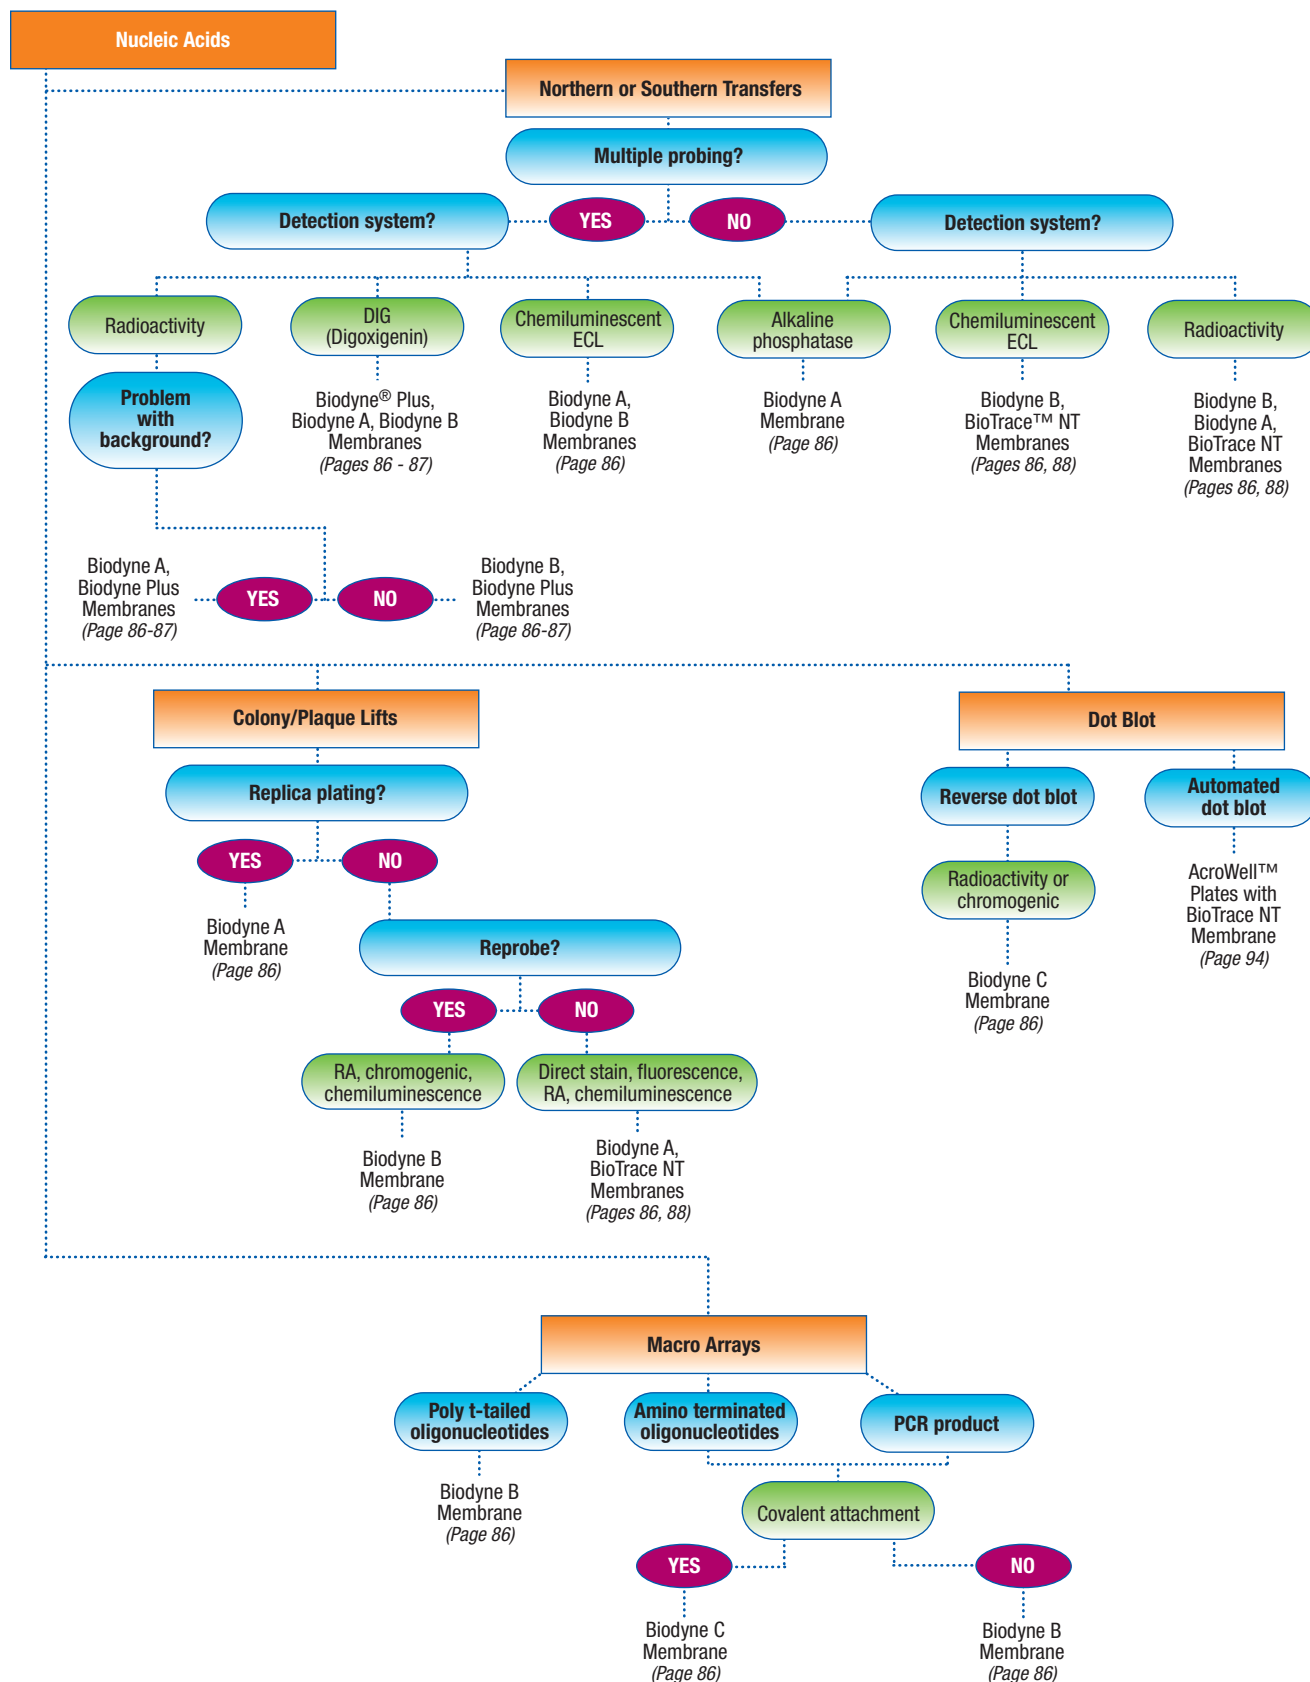 Nucleic Acids
Northern or Southern Transfers
Multiple probing?
Detection system?
YES
NO
Detection system?
Radioactivity
DIG
(Digoxigenin)
Chemiluminescent
ECL
Alkaline
phosphatase
Chemiluminescent
ECL
Radioactivity
Problem
with
background?
Biodyne® Plus,
Biodyne A, Biodyne B
Membranes
(Pages 86 - 87)
Biodyne A,
Biodyne B
Membranes
(Page 86)
Biodyne A
Membrane
(Page 86)
Biodyne B,
BioTrace™ NT
Membranes
(Pages 86, 88)
Biodyne B,
Biodyne A,
BioTrace NT
Membranes
(Pages 86, 88)
Biodyne A,
Biodyne Plus
Membranes
(Page 86-87)
YES
NO
Biodyne B,
Biodyne Plus
Membranes
(Page 86-87)
Colony/Plaque Lifts
Replica plating?
YES
NO
Biodyne A
Membrane
(Page 86)
Reprobe?
YES
NO
RA, chromogenic,
chemiluminescence
Direct stain, fluorescence,
RA, chemiluminescence
Biodyne B
Membrane
(Page 86)
Biodyne A,
BioTrace NT
Membranes
(Pages 86, 88)
Dot Blot
Reverse dot blot
Automated
dot blot
Radioactivity or
chromogenic
AcroWell™
Plates with
BioTrace NT
Membrane
(Page 94)
Biodyne C
Membrane
(Page 86)
Macro Arrays
Poly t-tailed
oligonucleotides
Amino terminated
oligonucleotides
PCR product
Biodyne B
Membrane
(Page 86)
Covalent attachment
YES
NO
Biodyne C
Membrane
(Page 86)
Biodyne B
Membrane
(Page 86)